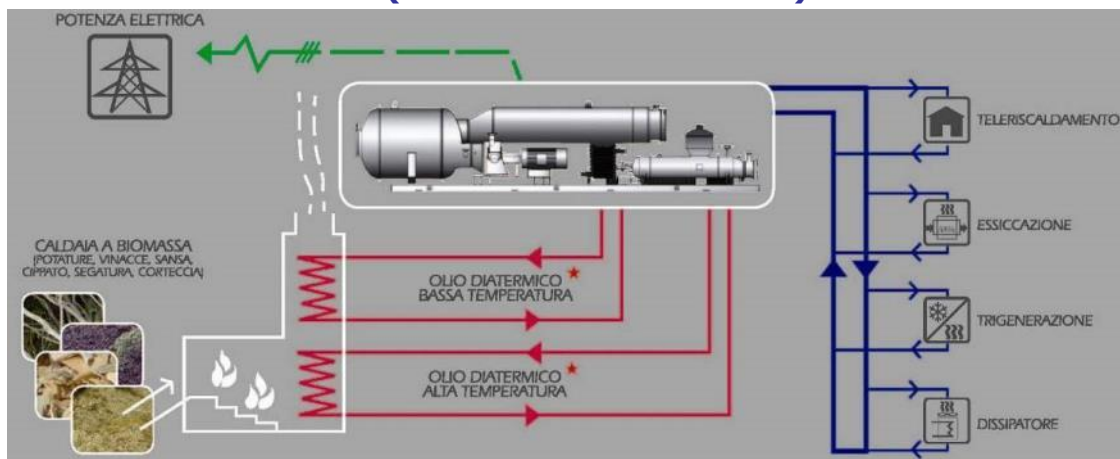 POTENZA ELETTRICA
TELERISCALDAMENTO
ESSICCAZIONE
CALDAIA A BIOMASSA
(POTATURE, VINACCE, SANSA,
CIPPATO, SEGATURA, CORTECCIA)
OLIO DIATERMICO
BASSA TEMPERATURA
TRIGENERAZIONE
OLIO DIATERMICO
ALTA TEMPERATURA
DISSIPATORE